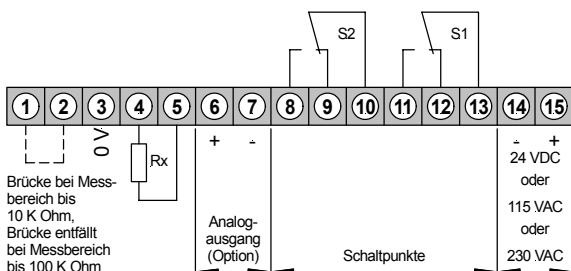 S2
S1
1 2 3 4 5 6 7 8 9 10 11 12 13 14 15
0 V
Rx
+ - - +
Brücke bei Mess-
bereich bis
10 K Ohm,
Brücke entfällt
bei Messbereich
bis 100 K Ohm
Analog-
ausgang
(Option)
Schaltpunkte
24 VDC
oder
115 VAC
oder
230 VAC